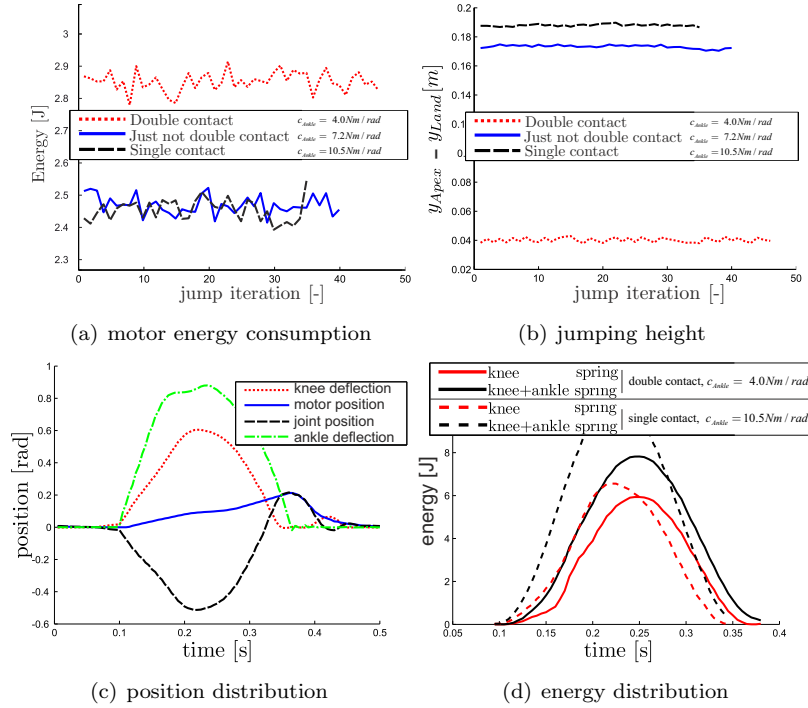 3
2.9
2.8
2.7
2.6
2.5
2.4
2.3
Energy [J]
Double contact c_Ankle = 4.0Nm / rad
Just not double contact c_Ankle = 7.2Nm / rad
Single contact c_Ankle =10.5Nm / rad
0 10 20 30 40 50
jump iteration [-]
(a) motor energy consumption
0.2
0.18
0.16
0.1
0.1
0.1
0.06
0.04
0.02
y_Apex − y_Land [m]
Double contact c_Ankle = 4.0Nm / rad
Just not double contact c_Ankle = 7.2Nm / rad
Single contact c_Ankle =10.5Nm / rad
0 10 20 30 40 50
jump iteration [-]
(b) jumping height
1
0.8
0.6
0.4
0.2
0
-0.2
-0.4
-0.6
position [rad]
knee deflection
motor position
joint position
ankle deflection
0 0.1 0.2 0.3 0.4 0.5
time [s]
(c) position distribution
knee spring
knee+ankle spring
double contact, c_Ankle = 4.0Nm / rad
knee spring
knee+ankle spring
single contact, c_Ankle =10.5Nm / rad
8
6
4
2
0
energy [J]
0.05 0.1 0.15 0.2 0.25 0.3 0.35 0.4
time [s]
(d) energy distribution